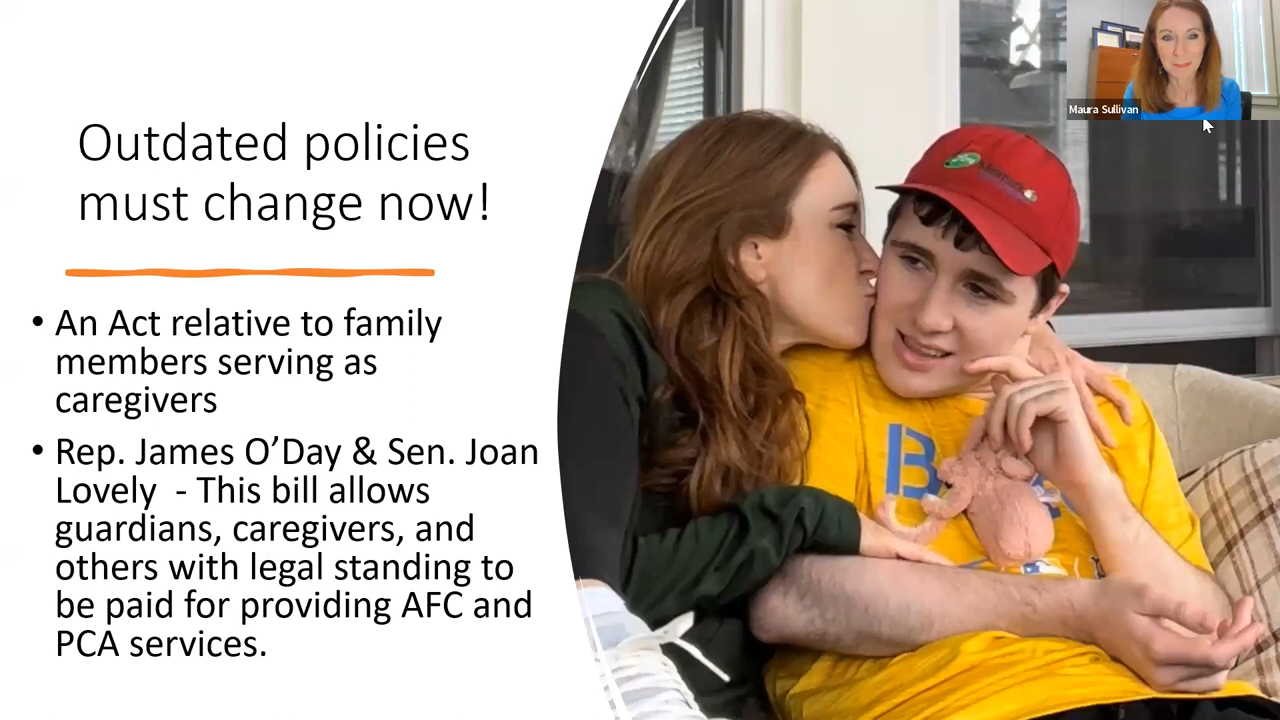 Outdated policies
must change now!
• An Act relative to family
members serving as
caregivers
• Rep. James O’Day & Sen. Joan
Lovely - This bill allows
guardians, caregivers, and
others with legal standing to
be paid for providing AFC and
PCA services.
Maura Sullivan